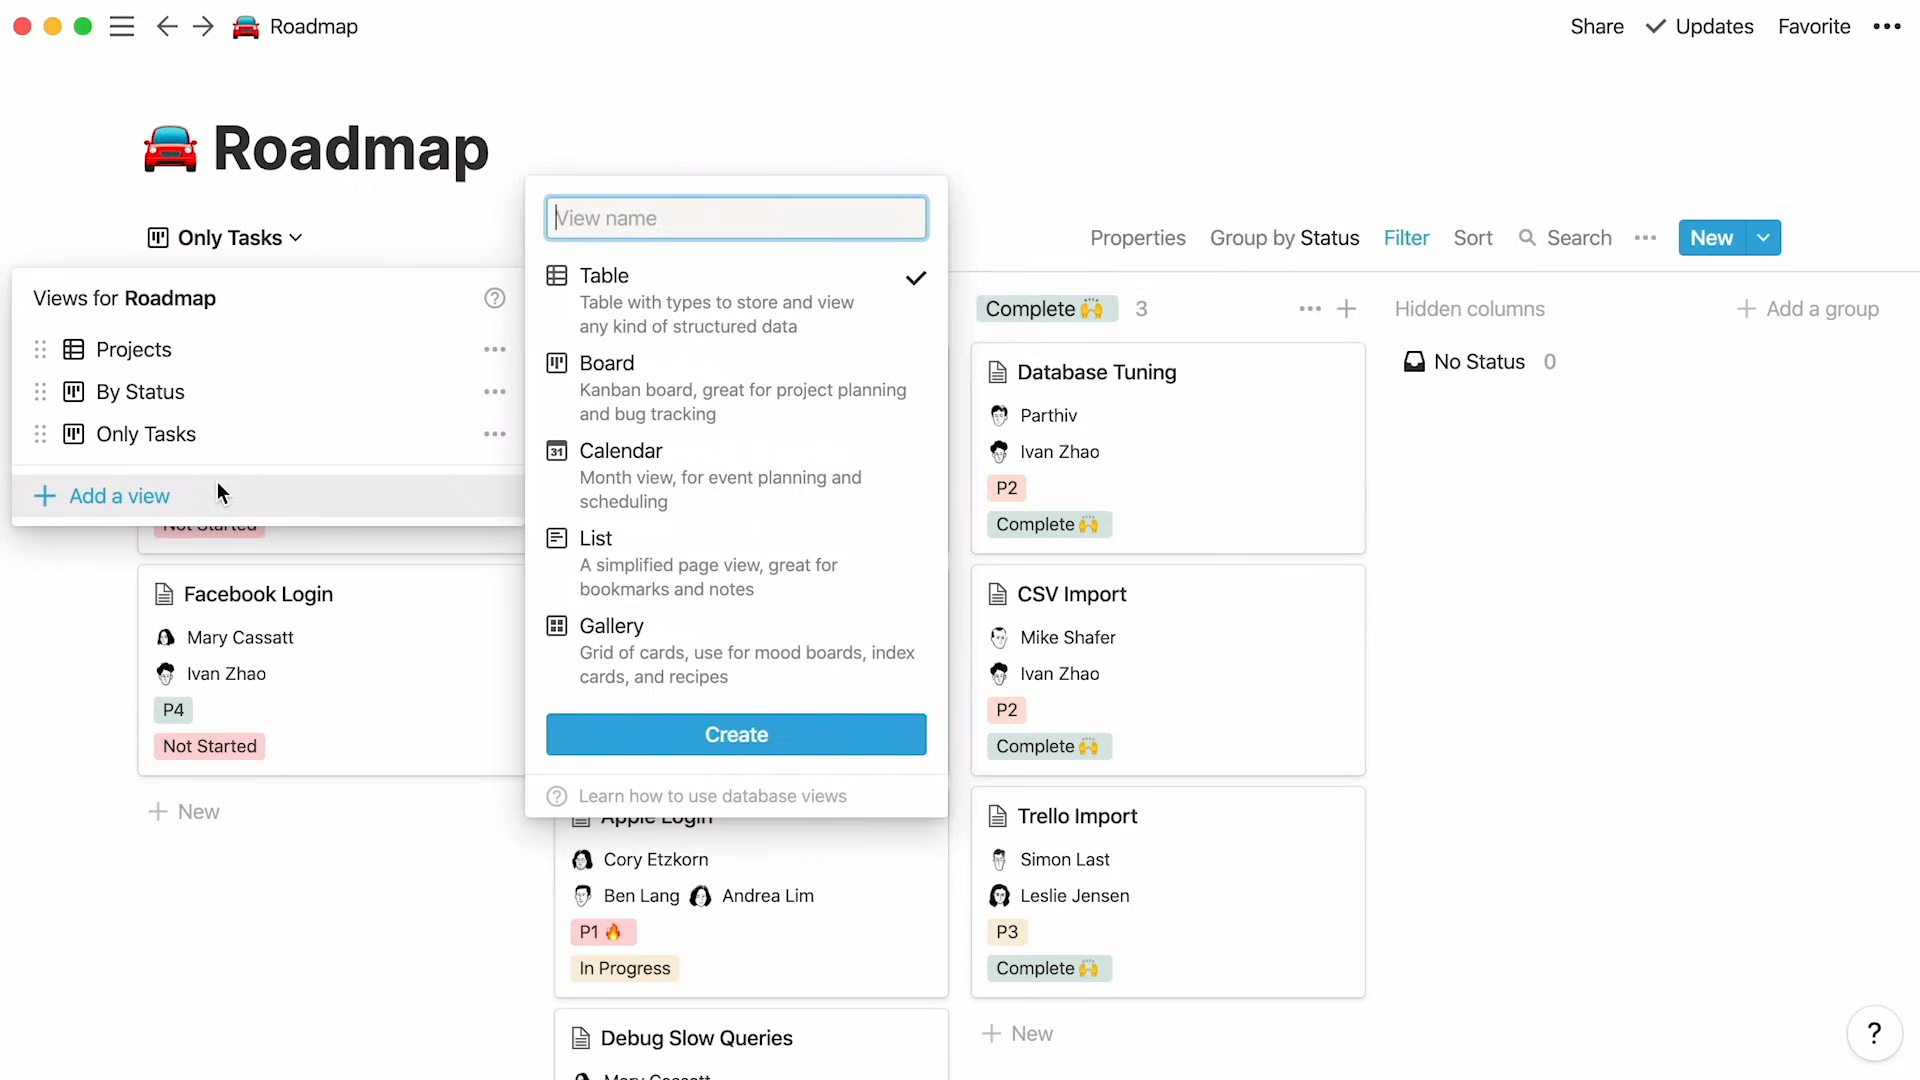 Roadmap
Share
Updates
Favorite
Roadmap
Only Tasks
Properties
Group by Status
Filter
Sort
Search
New
Views for Roadmap
Projects
By Status
Only Tasks
Add a view
Not Started
Facebook Login
Mary Cassatt
Ivan Zhao
P4
Not Started
New
View name
Table
Table with types to store and view
any kind of structured data
Board
Kanban board, great for project planning
and bug tracking
31
Calendar
Month view, for event planning and
scheduling
List
A simplified page view, great for
bookmarks and notes
Gallery
Grid of cards, use for mood boards, index
cards, and recipes
Create
Learn how to use database views
Apple Login
Cory Etzkorn
Ben Lang Andrea Lim
P1 🔥
In Progress
Debug Slow Queries
Mary Cassatt
Complete 🙌 3
Database Tuning
Parthiv
Ivan Zhao
P2
Complete 🙌
CSV Import
Mike Shafer
Ivan Zhao
P2
Complete 🙌
Trello Import
Simon Last
Leslie Jensen
P3
Complete 🙌
New
Hidden columns
No Status 0
Add a group
?